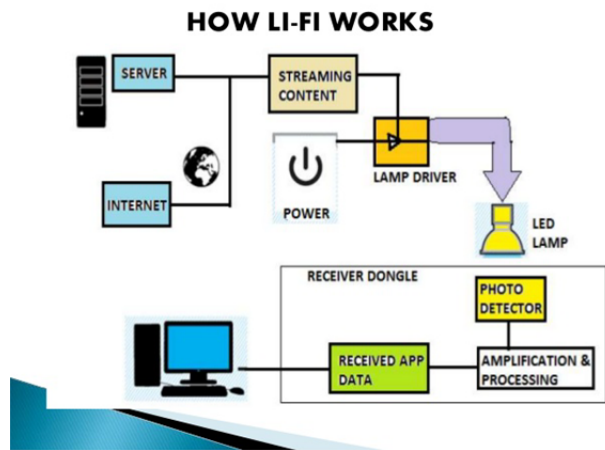 HOW LI-FI WORKS
SERVER
STREAMING
CONTENT
LAMP DRIVER
INTERNET
POWER
LED
LAMP
RECEIVER DONGLE
PHOTO
DETECTOR
RECEIVED APP
DATA
AMPLIFICATION &
PROCESSING